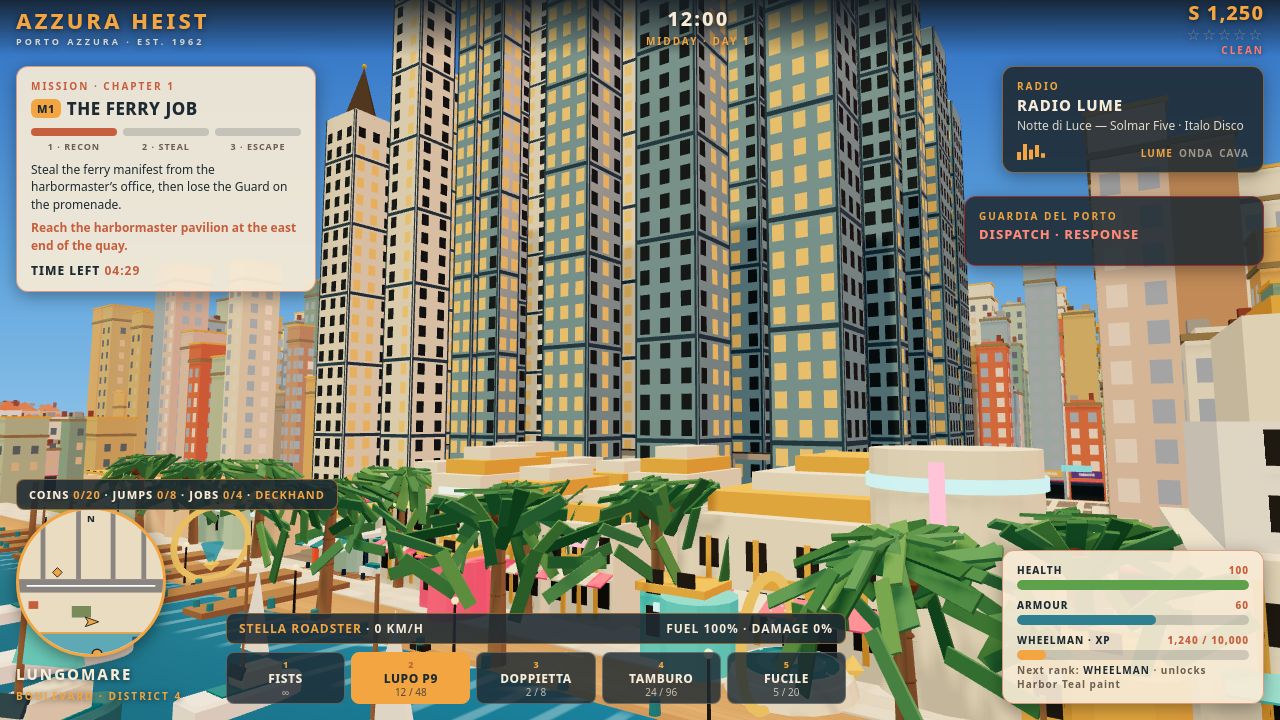 AZZURA HEIST
PORTO AZZURA · EST. 1962
12:00
MIDDAY · DAY 1
S 1,250
☆☆☆☆☆
CLEAN
MISSION · CHAPTER 1
M1 THE FERRY JOB
1 · RECON 2 · STEAL 3 · ESCAPE
Steal the ferry manifest from the
harbormaster's office, then lose the Guard on
the promenade.
Reach the harbormaster pavilion at the east
end of the quay.
TIME LEFT 04:29
RADIO
RADIO LUME
Notte di Luce — Solmar Five · Italo Disco
LUME ONDA CAVA
GUARDIA DEL PORTO
DISPATCH · RESPONSE
COINS 0/20 · JUMPS 0/8 · JOBS 0/4 · DECKHAND
N
LUNGOMARE
BOULEVARD · DISTRICT 4
STELLA ROADSTER · 0 KM/H FUEL 100% · DAMAGE 0%
1
FISTS
∞
2
LUPO P9
12 / 48
3
DOPPIETTA
2 / 8
4
TAMBURO
24 / 96
5
FUCILE
5 / 20
HEALTH 100
ARMOUR 60
WHEELMAN · XP 1,240 / 10,000
Next rank: WHEELMAN · unlocks
Harbor Teal paint